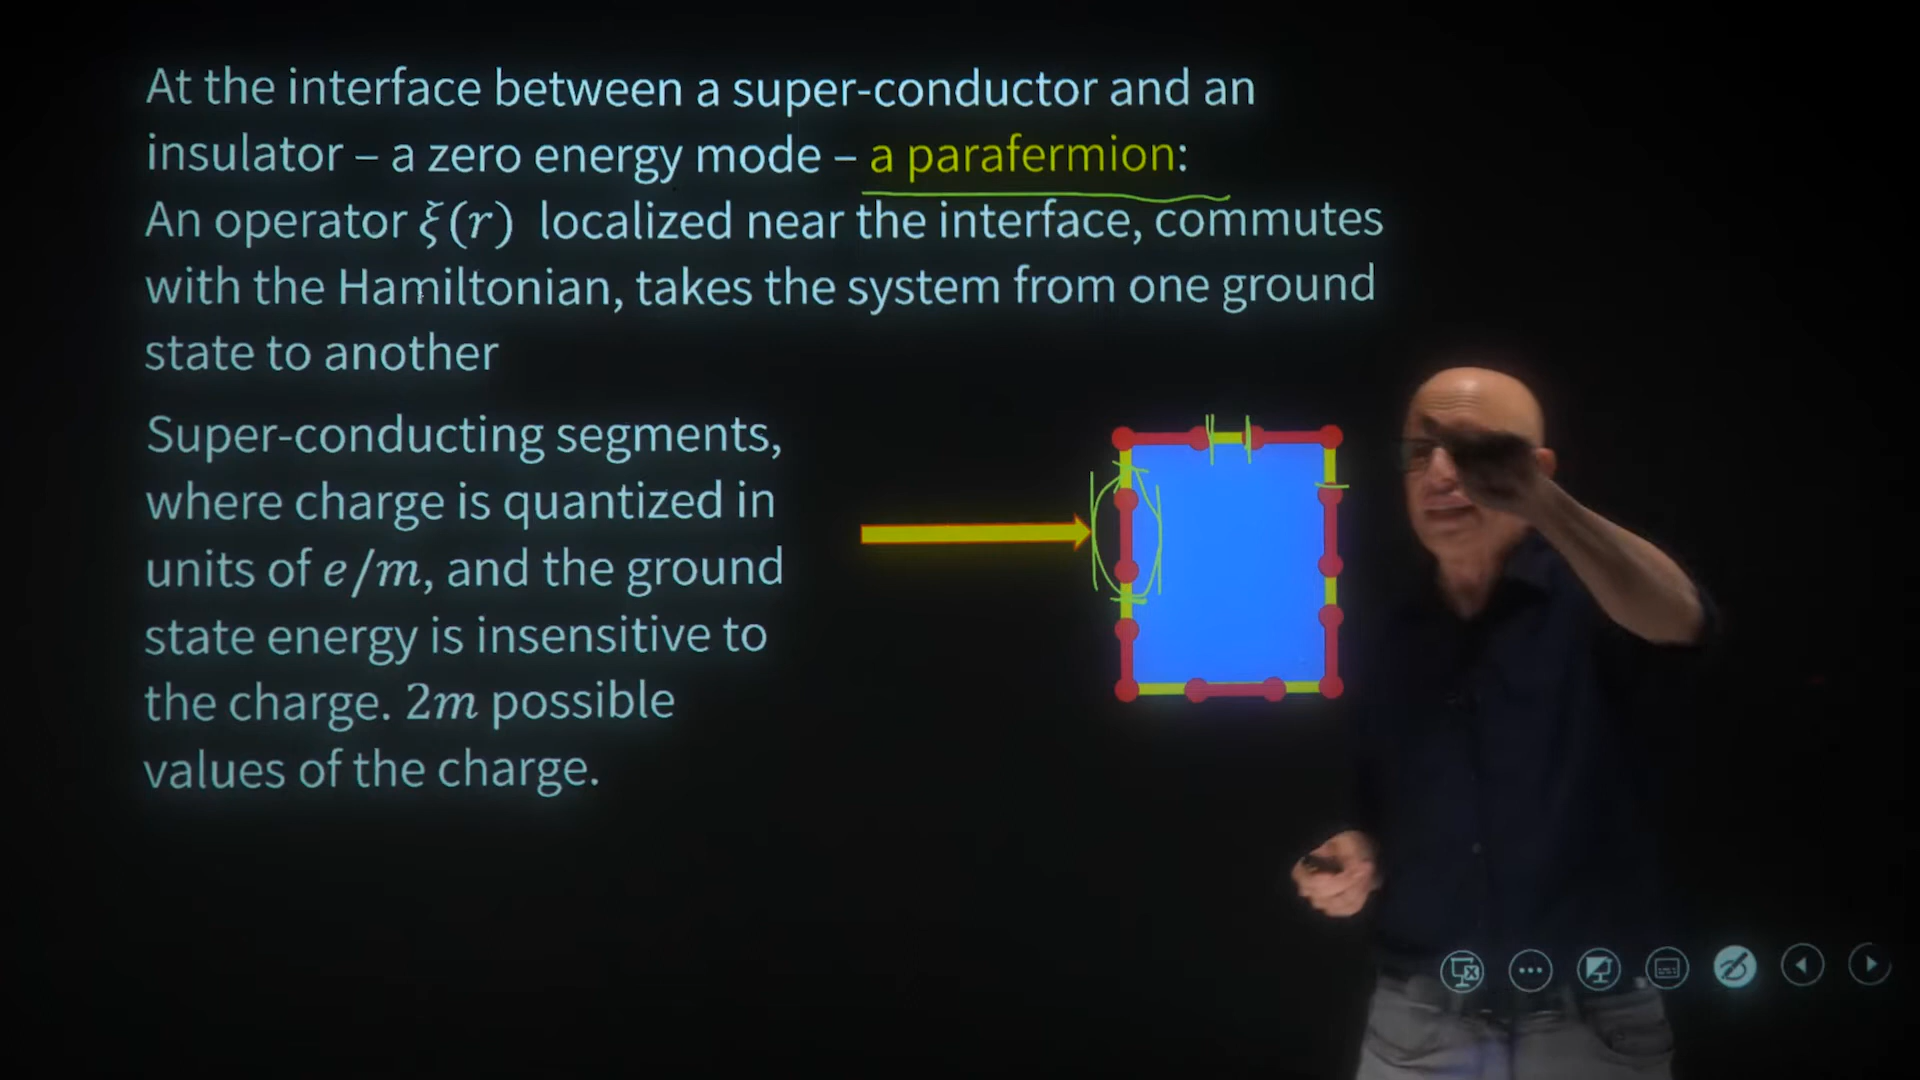 At the interface between a super-conductor and an
insulator – a zero energy mode – a parafermion:
An operator ξ(r) localized near the interface, commutes
with the Hamiltonian, takes the system from one ground
state to another
Super-conducting segments,
where charge is quantized in
units of e/m, and the ground
state energy is insensitive to
the charge. 2m possible
values of the charge.